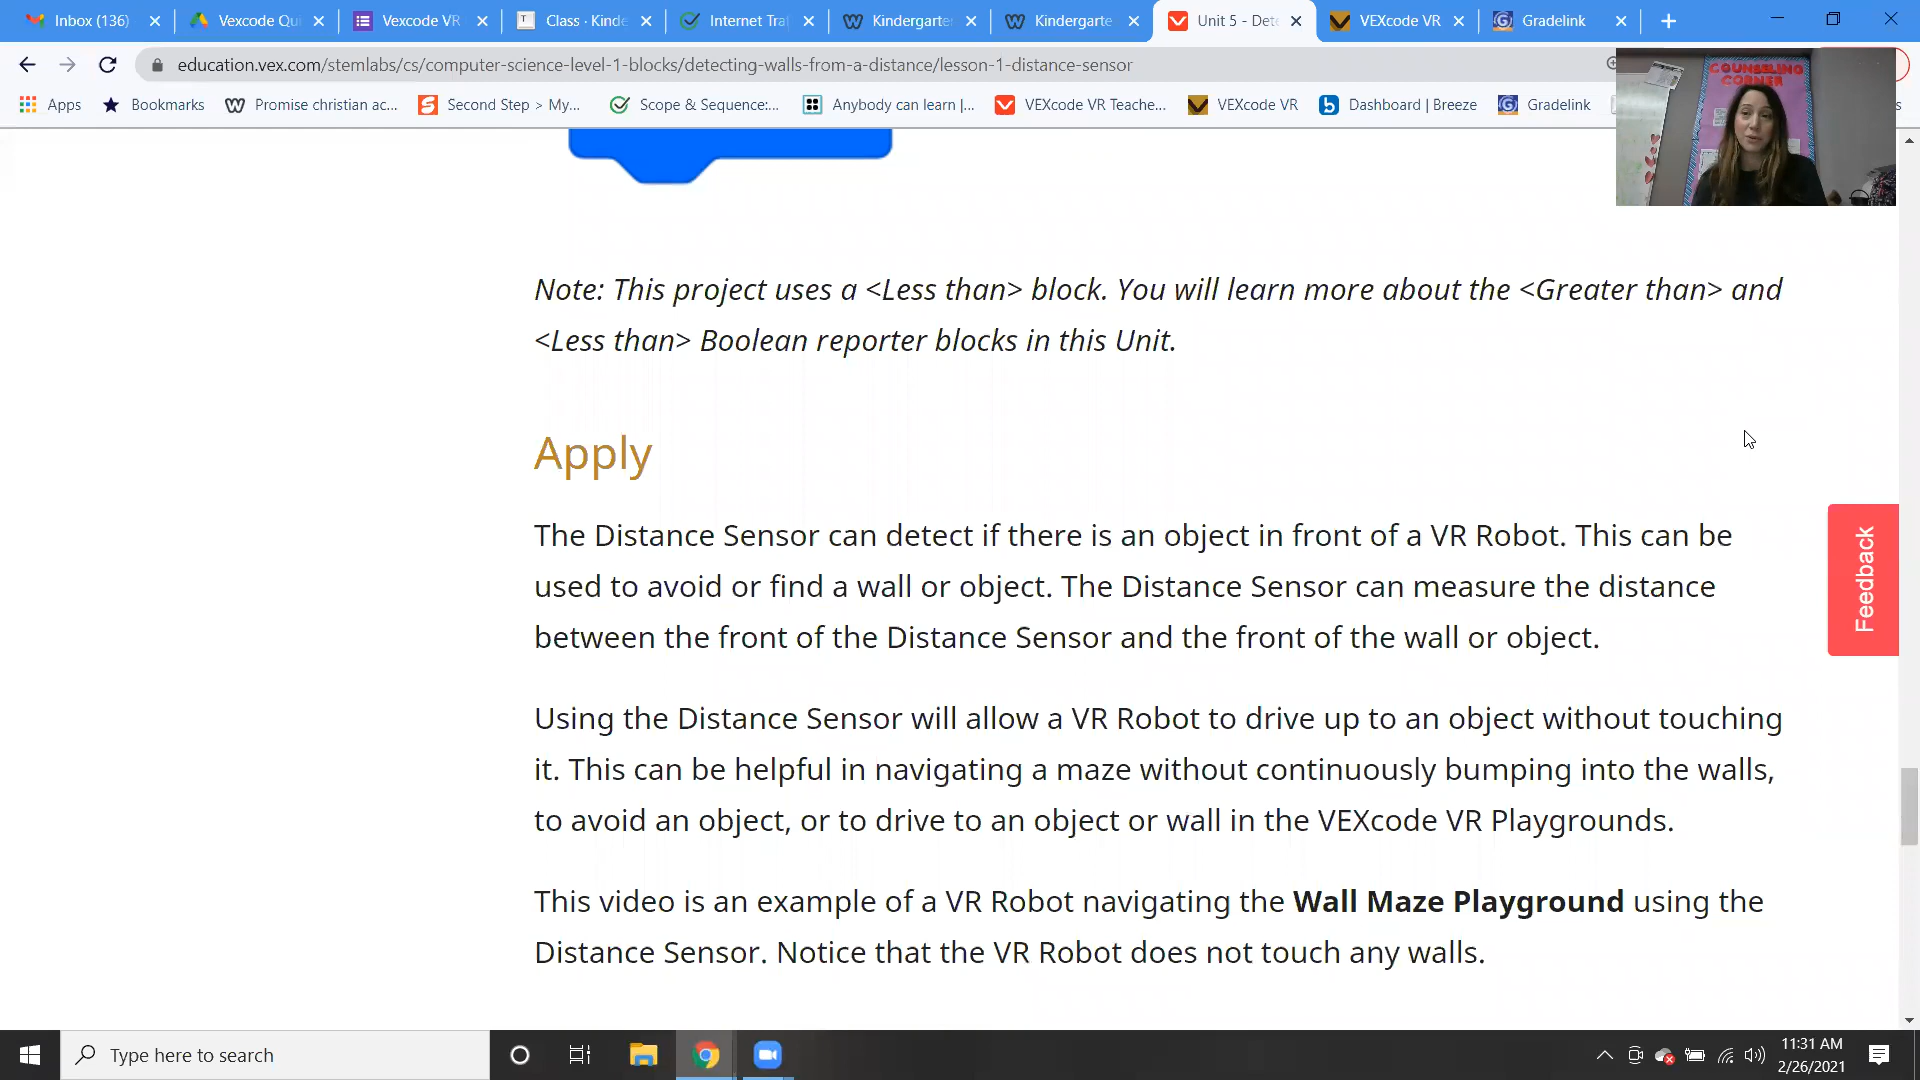 Inbox (136)
Vexcode Qui
Vexcode VR
Class · Kinde
Internet Tra
Kindergarte
Kindergarte
Unit 5 - Det
VEXcode VR
Gradelink
education.vex.com/stemlabs/cs/computer-science-level-1-blocks/detecting-walls-from-a-distance/lesson-1-distance-sensor
Apps
Bookmarks
Promise christian ac...
Second Step > My...
Scope & Sequence:...
Anybody can learn |...
VEXcode VR Teache...
VEXcode VR
Dashboard | Breeze
Gradelink
COUNSELING
CORNER
Note: This project uses a <Less than> block. You will learn more about the <Greater than> and
<Less than> Boolean reporter blocks in this Unit.
Apply
The Distance Sensor can detect if there is an object in front of a VR Robot. This can be
used to avoid or find a wall or object. The Distance Sensor can measure the distance
between the front of the Distance Sensor and the front of the wall or object.
Feedback
Using the Distance Sensor will allow a VR Robot to drive up to an object without touching
it. This can be helpful in navigating a maze without continuously bumping into the walls,
to avoid an object, or to drive to an object or wall in the VEXcode VR Playgrounds.
This video is an example of a VR Robot navigating the Wall Maze Playground using the
Distance Sensor. Notice that the VR Robot does not touch any walls.
Type here to search
11:31 AM
2/26/2021